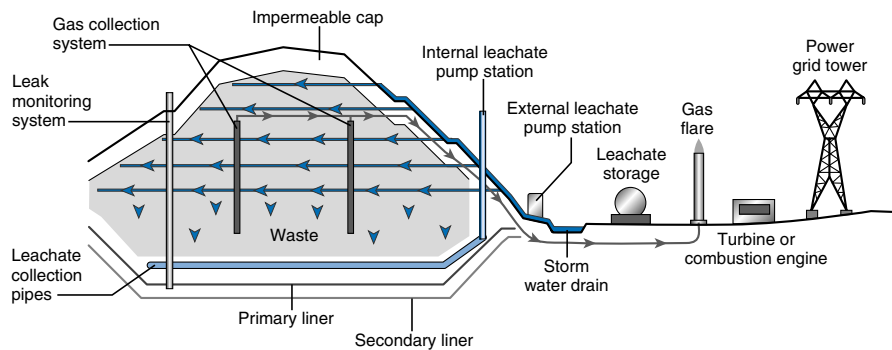 Gas collection
system
Impermeable cap
Leak
monitoring
system
Internal leachate
pump station
External leachate
pump station
Leachate
storage
Gas
flare
Power
grid tower
Waste
Leachate
collection
pipes
Primary liner
Secondary liner
Storm
water drain
Turbine or
combustion engine